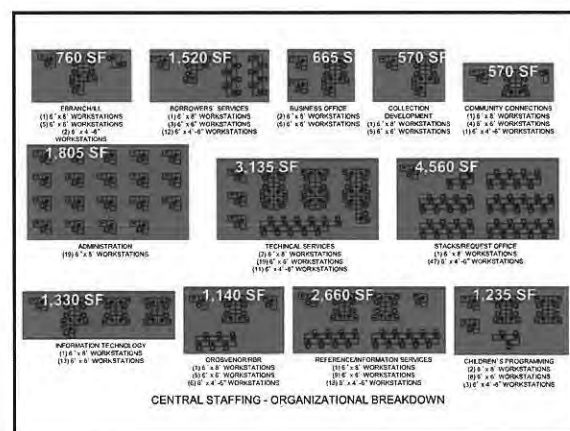 760 SF
EBRANCH/ILL
(1) 6' x 8' WORKSTATIONS
(5) 6' x 6' WORKSTATIONS
(2) 6' x 4'-6"
WORKSTATIONS
1,520 SF
BORROWERS' SERVICES
(1) 6' x 8' WORKSTATIONS
(3) 6' x 6' WORKSTATIONS
(12) 6' x 4'-6" WORKSTATIONS
665 S
BUSINESS OFFICE
(2) 6' x 8' WORKSTATIONS
(5) 6' x 6' WORKSTATIONS
570 SF
COLLECTION
DEVELOPMENT
(1) 6' x 8' WORKSTATIONS
(5) 6' x 6' WORKSTATIONS
570 SF
COMMUNITY CONNECTIONS
(1) 6' x 8' WORKSTATIONS
(4) 6' x 6' WORKSTATIONS
(1) 6' x 4'-6" WORKSTATIONS
1,805 SF
ADMINISTRATION
(19) 6' x 8' WORKSTATIONS
3,135 SF
TECHINCAL SERVICES
6' x 8' WORKSTATIONS
(19) 6' x 6' WORKSTATIONS
(11) 6' x 4'-6" WORKSTATIONS
4,560 SF
STACKS/REQUEST OFFICE
6' x 8' WORKSTATIONS
(47) 6' x 4'-6" WORKSTATIONS
1,330 SF
INFORMATION TECHNOLOGY
(1) 6' x 8' WORKSTATIONS
(13) 6' x 6' WORKSTATIONS
1,140 SF
GROSVENOR/RBR
6' x 8' WORKSTATIONS
(5) 6' x 6' WORKSTATIONS
(6) 6' x 4'-6" WORKSTATIONS
2,660 SF
REFERENCE/INFORMATION SERVICES
6' x 8' WORKSTATIONS
(9) 6' x 6' WORKSTATIONS
6' x 4'-6" WORKSTATIONS
1,235 SF
CHILDREN'S PROGRAMMING
(2) 6' x 8' WORKSTATIONS
6' x 6' WORKSTATIONS
(3) 6' x 4'-6" WORKSTATIONS
CENTRAL STAFFING - ORGANIZATIONAL BREAKDOWN